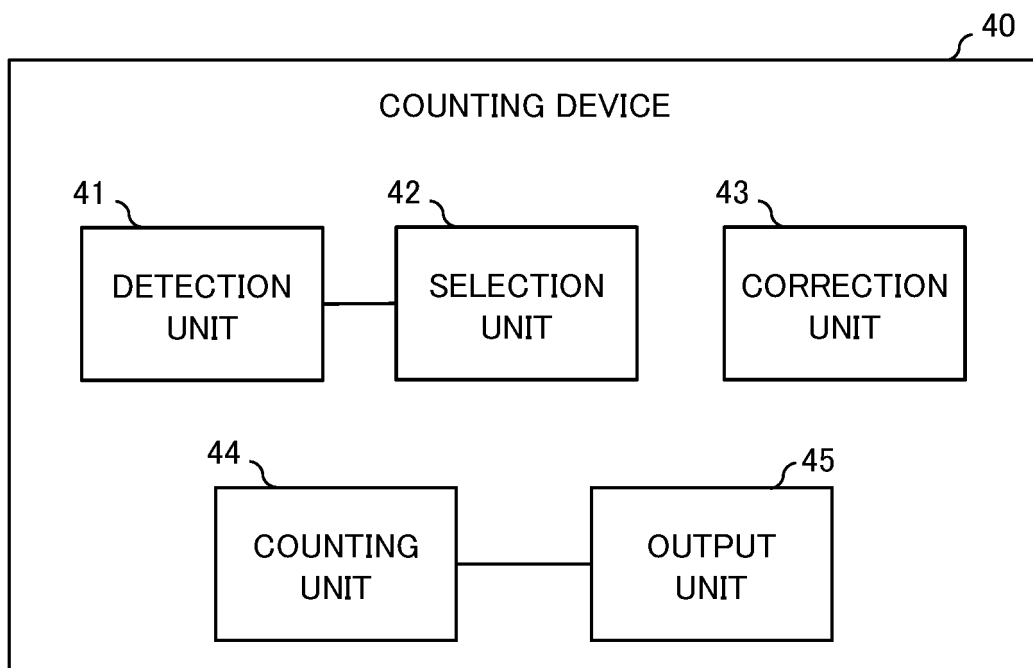 40
COUNTING DEVICE
41
42
43
DETECTION
UNIT
SELECTION
UNIT
CORRECTION
UNIT
44
45
COUNTING
UNIT
OUTPUT
UNIT